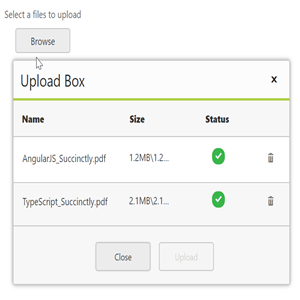 Select a files to upload
Browse
Upload Box x
Name Size Status
AngularJS_Succinctly.pdf 1.2MB\1.2...
TypeScript_Succinctly.pdf 2.1MB\2.1...
Close Upload